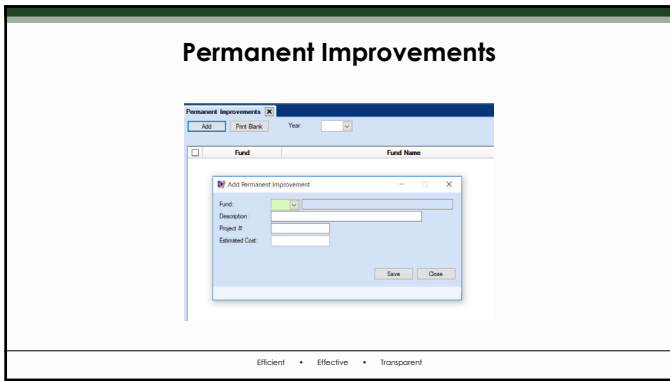 Permanent Improvements
Permanent Improvements
Add Print Blank Year:
Fund Fund Name
Add Permanent Improvement
Fund:
Description:
Project #:
Estimated Cost:
Save Close
Efficient • Effective • Transparent